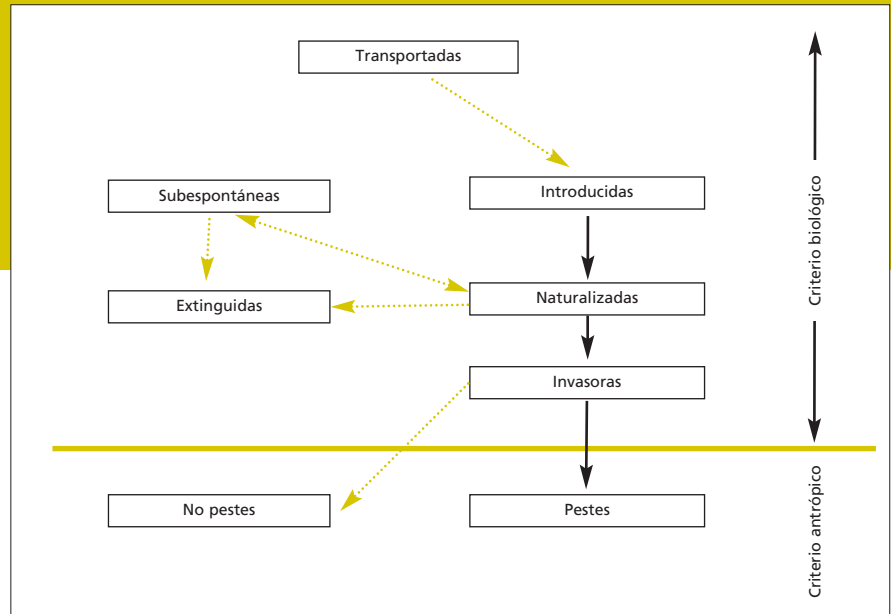 Transportadas
Subespontáneas
Introducidas
Extinguidas
Naturalizadas
Invasoras
No pestes
Pestes
Criterio biológico
Criterio antrópico